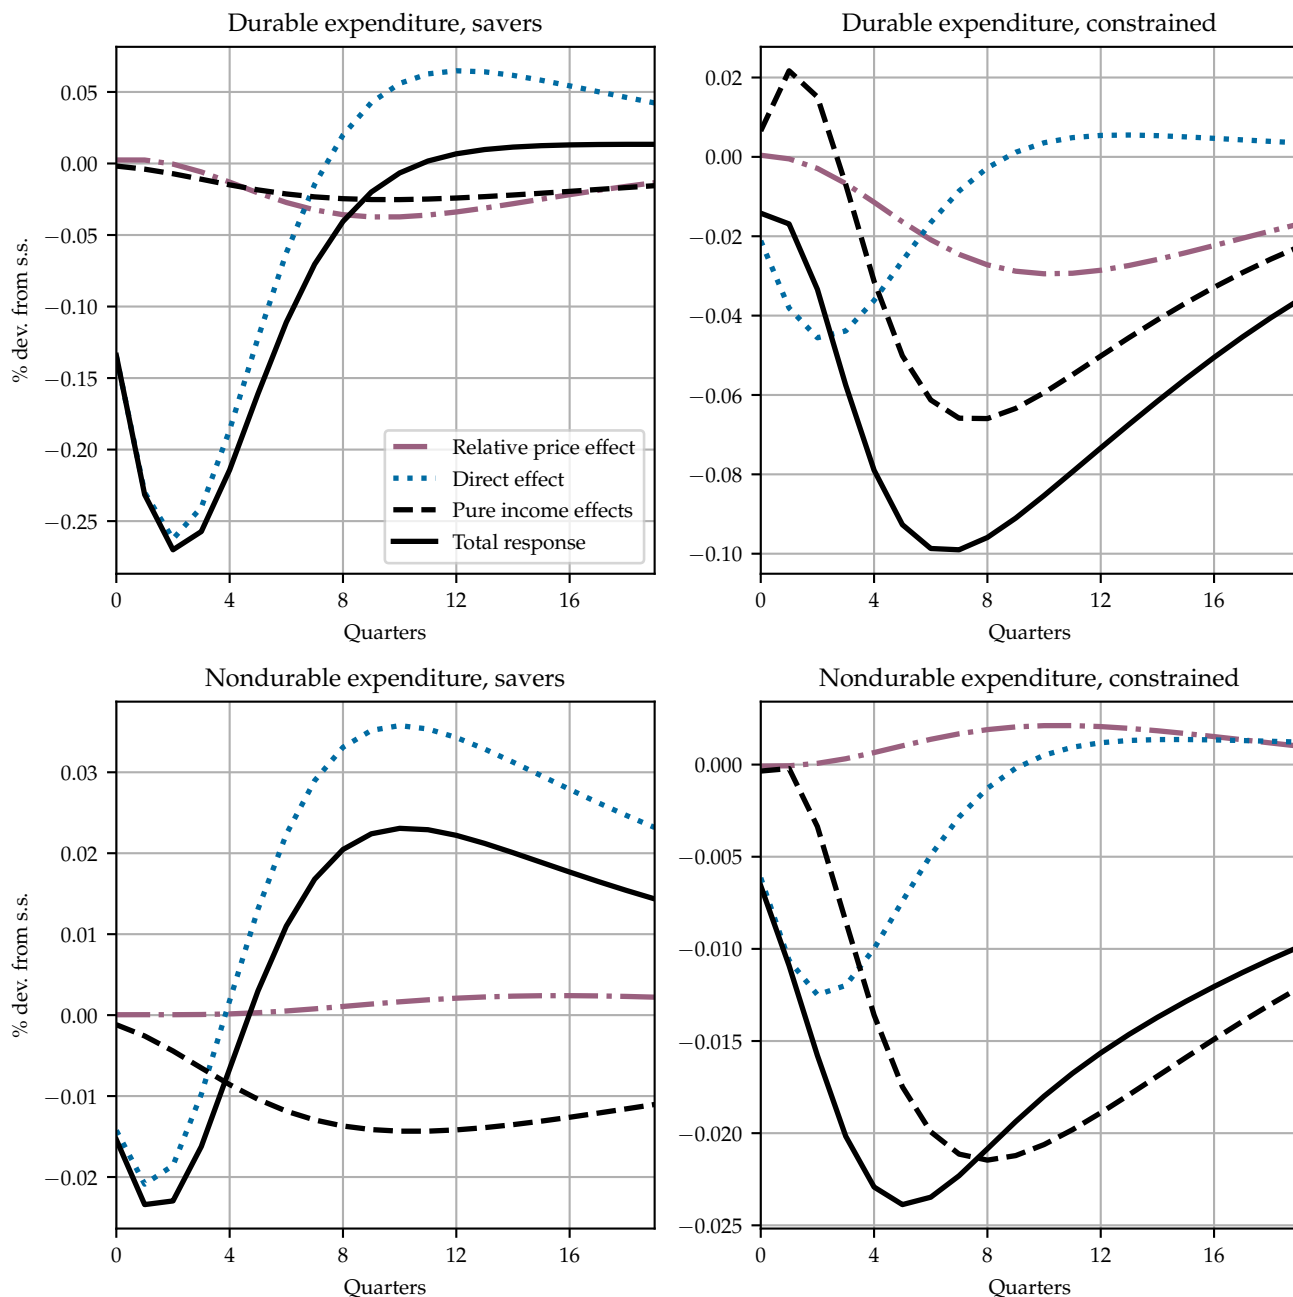 Durable expenditure, savers
% dev. from s.s.
0.05
0.00
−0.05
−0.10
−0.15
−0.20
−0.25
Relative price effect
Direct effect
Pure income effects
Total response
0 4 8 12 16
Quarters
Durable expenditure, constrained
0.02
0.00
−0.02
−0.04
−0.06
−0.08
−0.10
0 4 8 12 16
Quarters
Nondurable expenditure, savers
% dev. from s.s.
0.03
0.02
0.01
0.00
−0.01
−0.02
0 4 8 12 16
Quarters
Nondurable expenditure, constrained
0.000
−0.005
−0.010
−0.015
−0.020
−0.025
0 4 8 12 16
Quarters